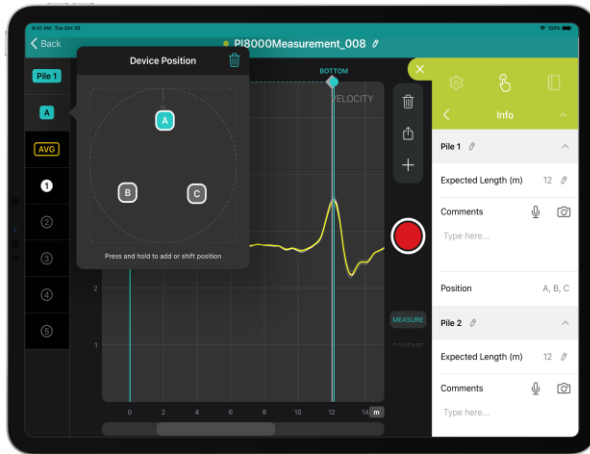 9:41 AM Tue Oct 30
100%
Back
PI8000Measurement_008
Pile 1
A
AVG
1
2
3
4
5
Device Position
A
B
C
Press and hold to add or shift position
BOTTOM
VELOCITY
2
1
0
2
4
6
8
10
12
14
m
MEASURE
COMPARE
Info
Pile 1
Expected Length (m)
12
Comments
Type here...
Position
A, B, C
Pile 2
Expected Length (m)
12
Comments
Type here...